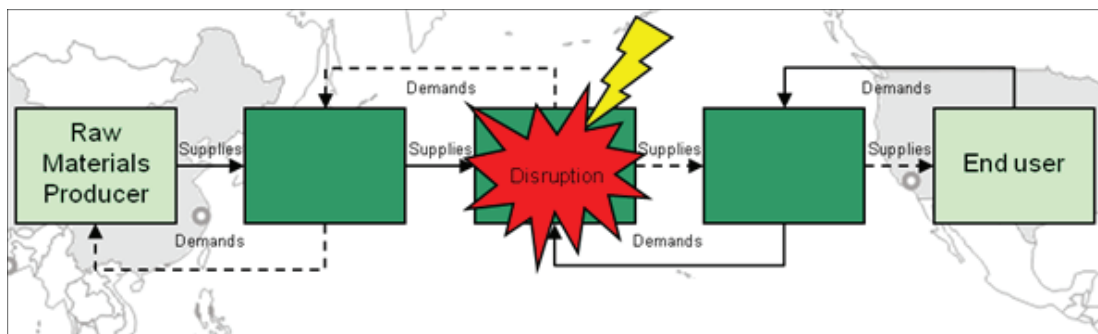 Demands
Demands
Raw
Materials
Producer
Supplies
Supplies
Disruption
Supplies
Supplies
End user
Demands
Demands